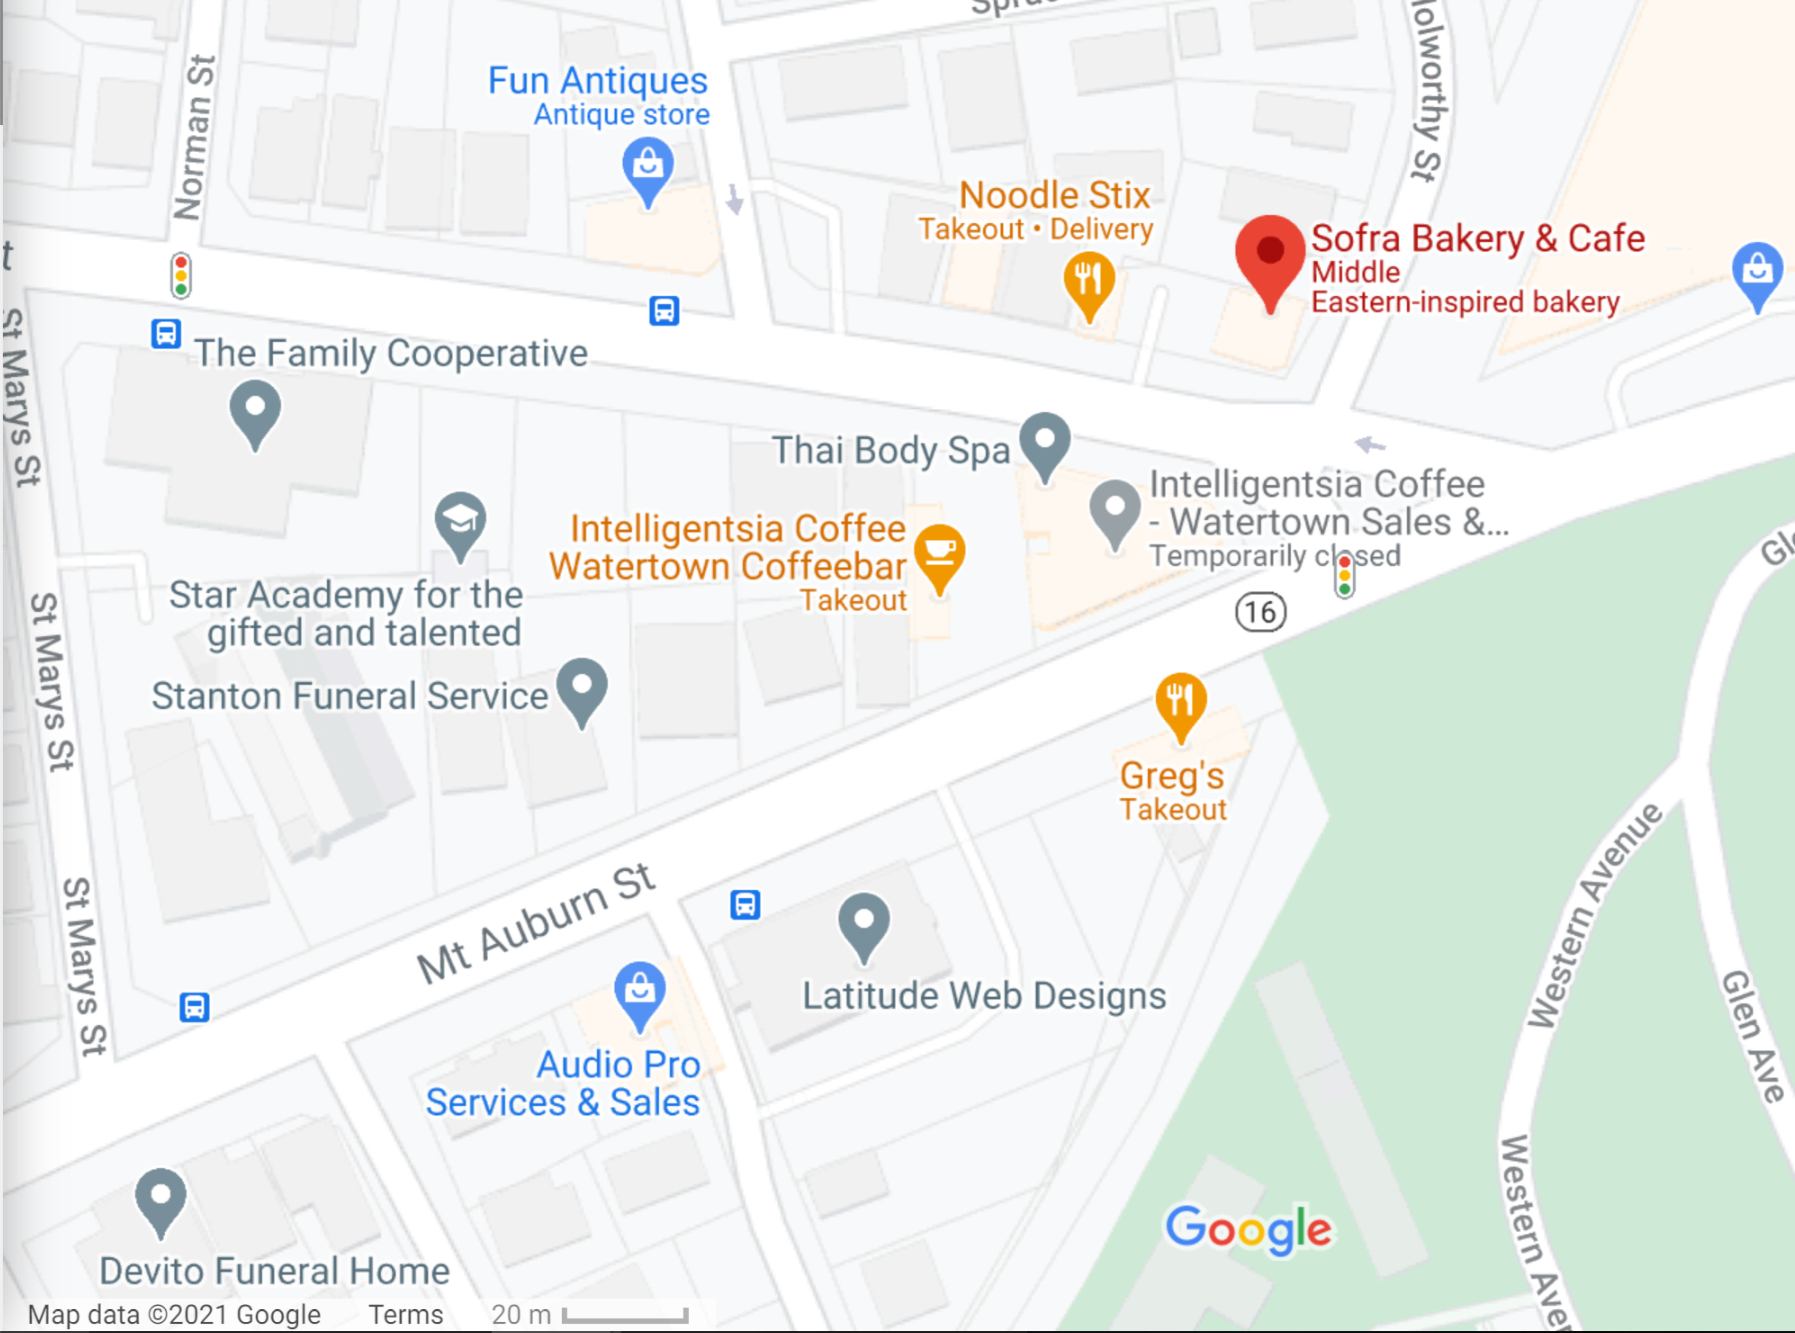 Norman St
Fun Antiques
Antique store
Noodle Stix
Takeout • Delivery
Sofra Bakery & Cafe
Middle
Eastern-inspired bakery
The Family Cooperative
St Marys St
Thai Body Spa
Intelligentsia Coffee
- Watertown Sales &...
Temporarily closed
Intelligentsia Coffee
Watertown Coffeebar
Takeout
16
Star Academy for the
gifted and talented
Stanton Funeral Service
St Marys St
Greg's
Takeout
Mt Auburn St
St Marys St
Western Avenue
Latitude Web Designs
Glen Ave
Audio Pro
Services & Sales
Devito Funeral Home
Google
Map data ©2021 Google
Terms
20 m